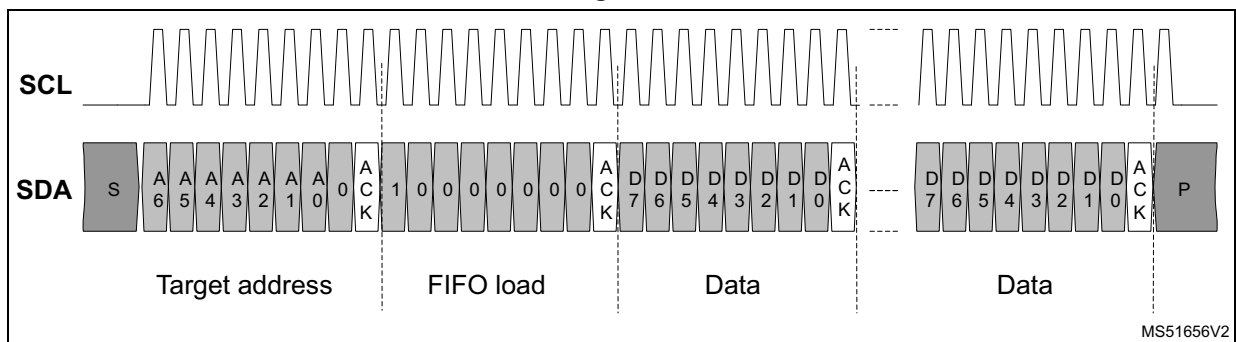 SCL
SDA
S A6 A5 A4 A3 A2 A1 A0 0 ACK 1 0 0 0 0 0 0 0 ACK D7 D6 D5 D4 D3 D2 D1 D0 ACK D7 D6 D5 D4 D3 D2 D1 D0 ACK P
Target address FIFO load Data Data
MS51656V2